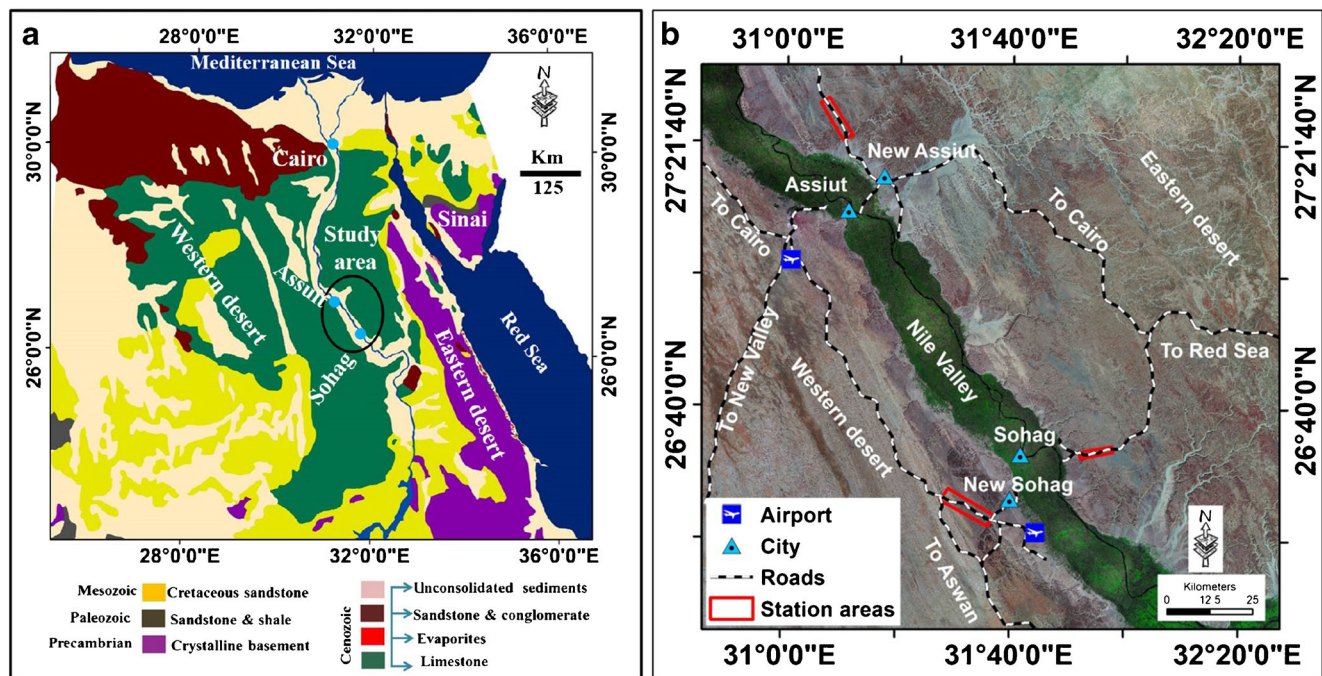 a
28°0'0"E 32°0'0"E 36°0'0"E
Mediterranean Sea
N
30°0'0"N
30°0'0"N
Km
125
Cairo
Sinai
Study
area
Western desert
Assuit
Sohag
Red Sea
Eastern desert
26°0'0"N
26°0'0"N
28°0'0"E 32°0'0"E 36°0'0"E
Mesozoic Cretaceous sandstone
Paleozoic Sandstone & shale
Precambrian Crystalline basement
Cenozoic
Unconsolidated sediments
Sandstone & conglomerate
Evaporites
Limestone
b
31°0'0"E 31°40'0"E 32°20'0"E
27°21'40"N
27°21'40"N
New Assiut
Assiut
Eastern desert
To Cairo
To Cairo
Nile Valley
To New Valley
Western desert
To Red Sea
26°40'0"N
26°40'0"N
Sohag
New Sohag
To Aswan
Airport
City
Roads
Station areas
N
Kilometers
0 12 5 25
31°0'0"E 31°40'0"E 32°20'0"E